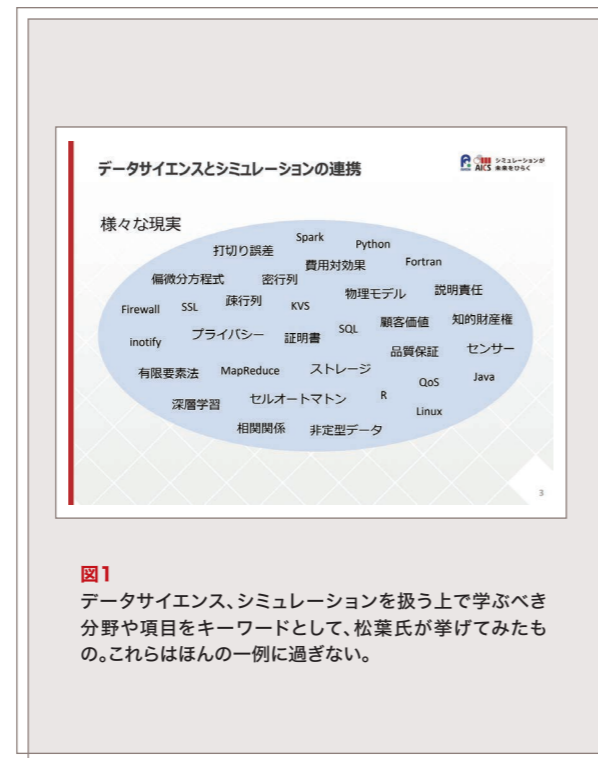 データサイエンスとシミュレーションの連携
AICS
シミュレーションが
未来をひらく
様々な現実
Spark
打切り誤差
Python
費用対効果
Fortran
偏微分方程式
密行列
物理モデル
説明責任
Firewall
SSL
疎行列
KVS
顧客価値
知的財産権
inotify
プライバシー
証明書
SQL
品質保証
センサー
有限要素法
MapReduce
ストレージ
QoS
Java
深層学習
セルオートマトン
R
Linux
相関関係
非定型データ
3
図1
データサイエンス、シミュレーションを扱う上で学ぶべき
分野や項目をキーワードとして、松葉氏が挙げてみたも
の。これらはほんの一例に過ぎない。